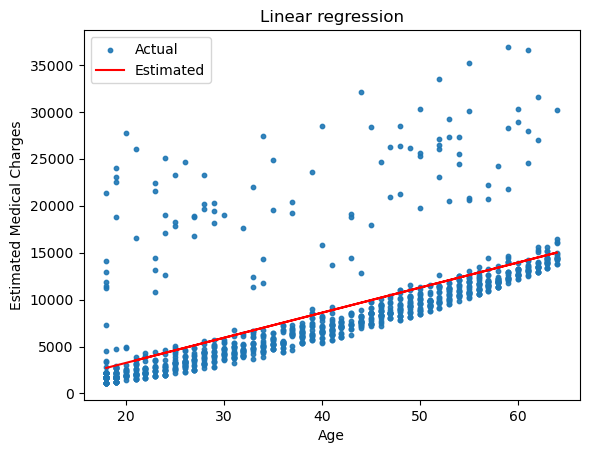 Linear regression
Actual
Estimated
Estimated Medical Charges
35000
30000
25000
20000
15000
10000
5000
0
20
30
40
50
60
Age